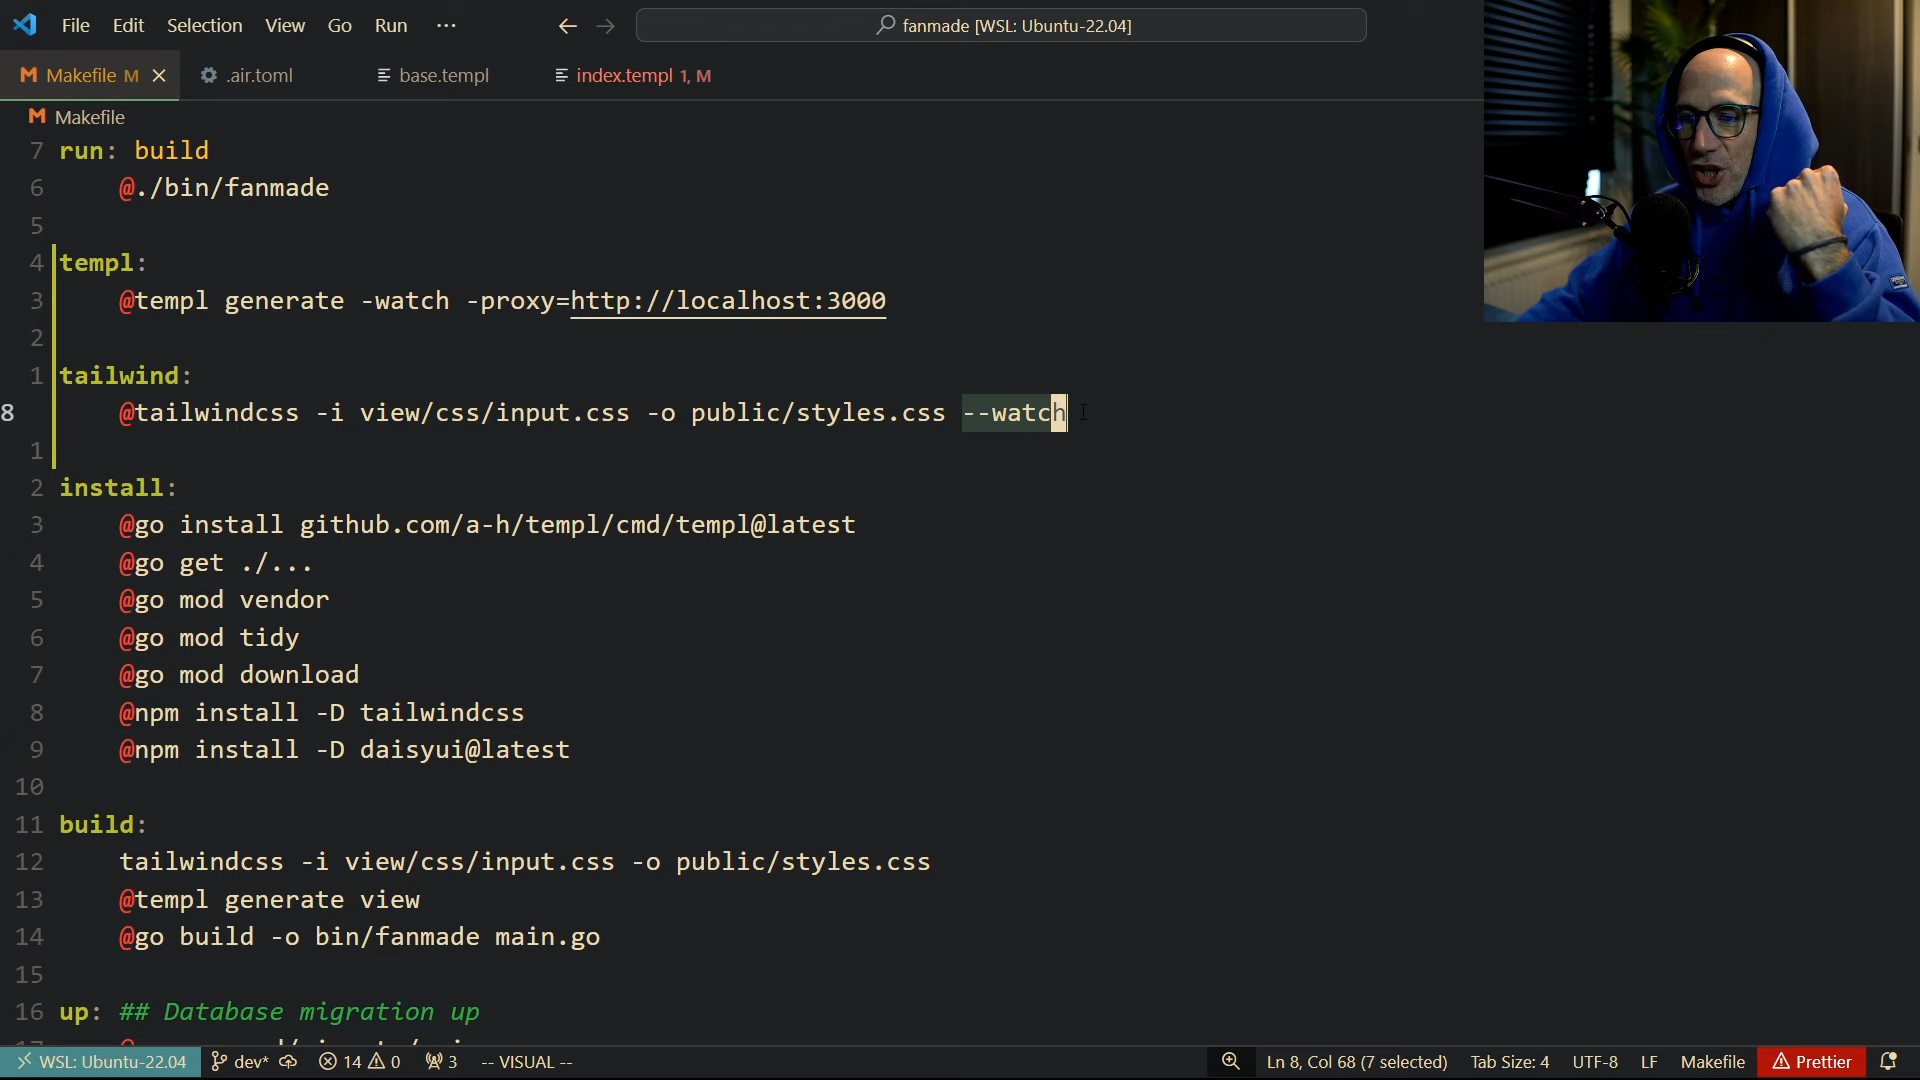 File Edit Selection View Go Run ···
fanmade [WSL: Ubuntu-22.04]
Makefile M
.air.toml
base.templ
index.templ 1, M
Makefile
7 run: build
6 @./bin/fanmade
5
4 templ:
3 @templ generate -watch -proxy=http://localhost:3000
2
1 tailwind:
8 @tailwindcss -i view/css/input.css -o public/styles.css --watch
1
2 install:
3 @go install github.com/a-h/templ/cmd/templ@latest
4 @go get ./...
5 @go mod vendor
6 @go mod tidy
7 @go mod download
8 @npm install -D tailwindcss
9 @npm install -D daisyui@latest
10
11 build:
12 tailwindcss -i view/css/input.css -o public/styles.css
13 @templ generate view
14 @go build -o bin/fanmade main.go
15
16 up: ## Database migration up
WSL: Ubuntu-22.04 dev* 14 0 3 -- VISUAL -- Ln 8, Col 68 (7 selected) Tab Size: 4 UTF-8 LF Makefile Prettier